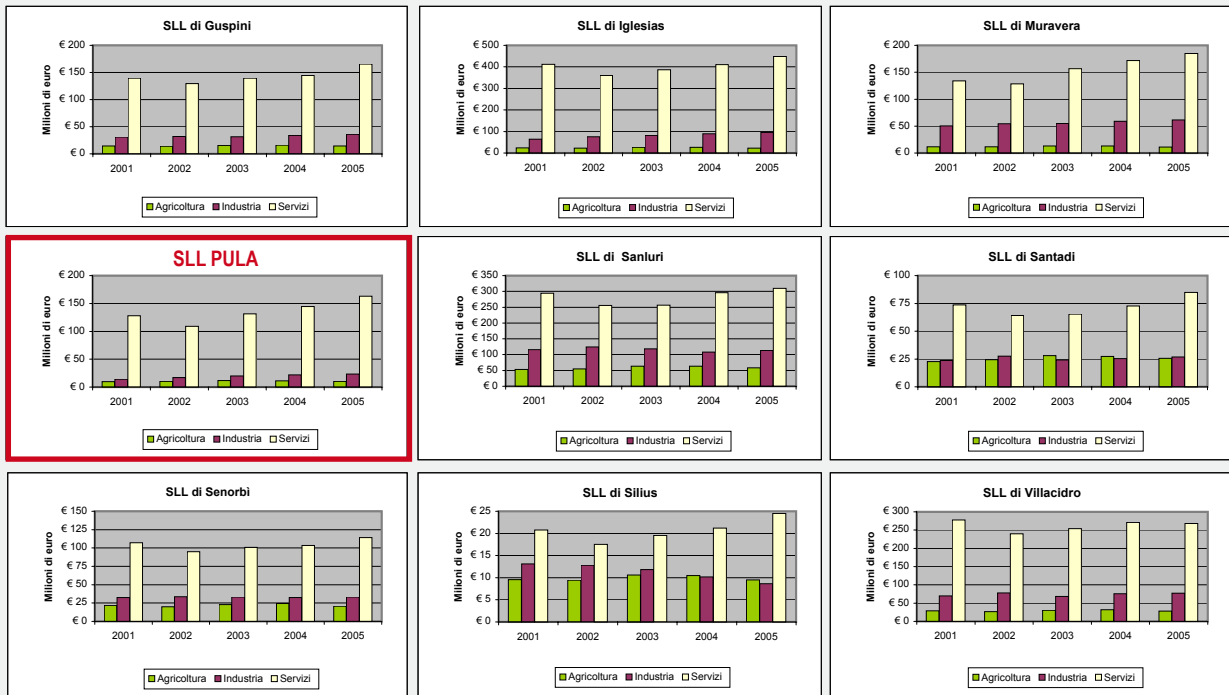 SLL di Guspini
Milioni di euro
€ 200
€ 150
€ 100
€ 50
€ 0
2001 2002 2003 2004 2005
Agricoltura Industria Servizi
SLL di Iglesias
Milioni di euro
€ 500
€ 400
€ 300
€ 200
€ 100
€ 0
2001 2002 2003 2004 2005
Agricoltura Industria Servizi
SLL di Muravera
Milioni di euro
€ 200
€ 150
€ 100
€ 50
€ 0
2001 2002 2003 2004 2005
Agricoltura Industria Servizi
SLL PULA
Milioni di euro
€ 200
€ 150
€ 100
€ 50
€ 0
2001 2002 2003 2004 2005
Agricoltura Industria Servizi
SLL di Sanluri
Milioni di euro
€ 350
€ 300
€ 250
€ 200
€ 150
€ 100
€ 50
€ 0
2001 2002 2003 2004 2005
Agricoltura Industria Servizi
SLL di Santadi
Milioni di euro
€ 100
€ 75
€ 50
€ 25
€ 0
2001 2002 2003 2004 2005
Agricoltura Industria Servizi
SLL di Senorbì
Milioni di euro
€ 150
€ 125
€ 100
€ 75
€ 50
€ 25
€ 0
2001 2002 2003 2004 2005
Agricoltura Industria Servizi
SLL di Silius
Milioni di euro
€ 25
€ 20
€ 15
€ 10
€ 5
€ 0
2001 2002 2003 2004 2005
Agricoltura Industria Servizi
SLL di Villacidro
Milioni di euro
€ 300
€ 250
€ 200
€ 150
€ 100
€ 50
€ 0
2001 2002 2003 2004 2005
Agricoltura Industria Servizi